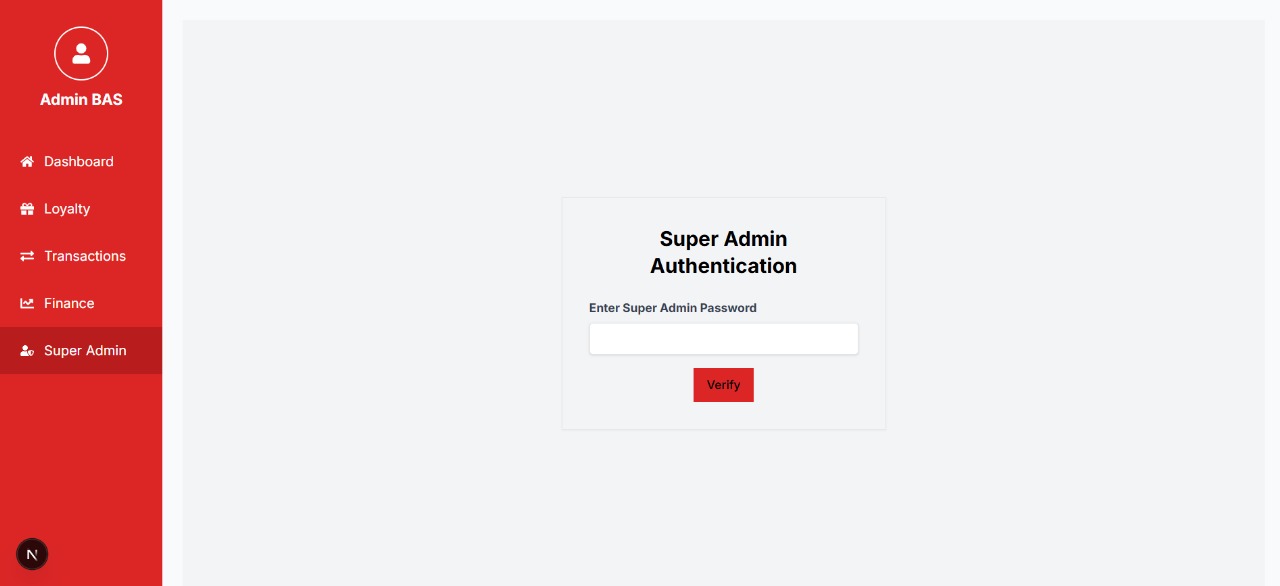 Admin BAS
Dashboard
Loyalty
Transactions
Finance
Super Admin
N
Super Admin
Authentication
Enter Super Admin Password
Verify